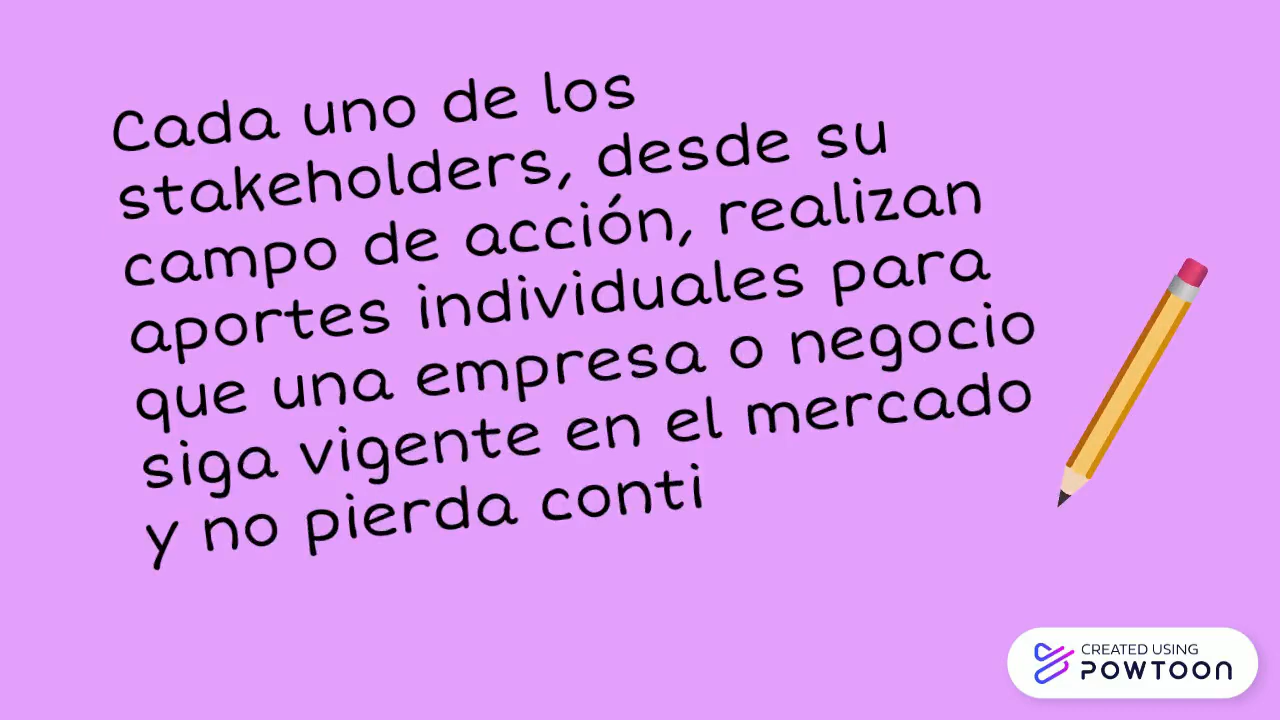 Cada uno de los
stakeholders, desde su
campo de acción, realizan
aportes individuales para
que una empresa o negocio
siga vigente en el mercado
y no pierda conti
CREATED USING
POWTOON